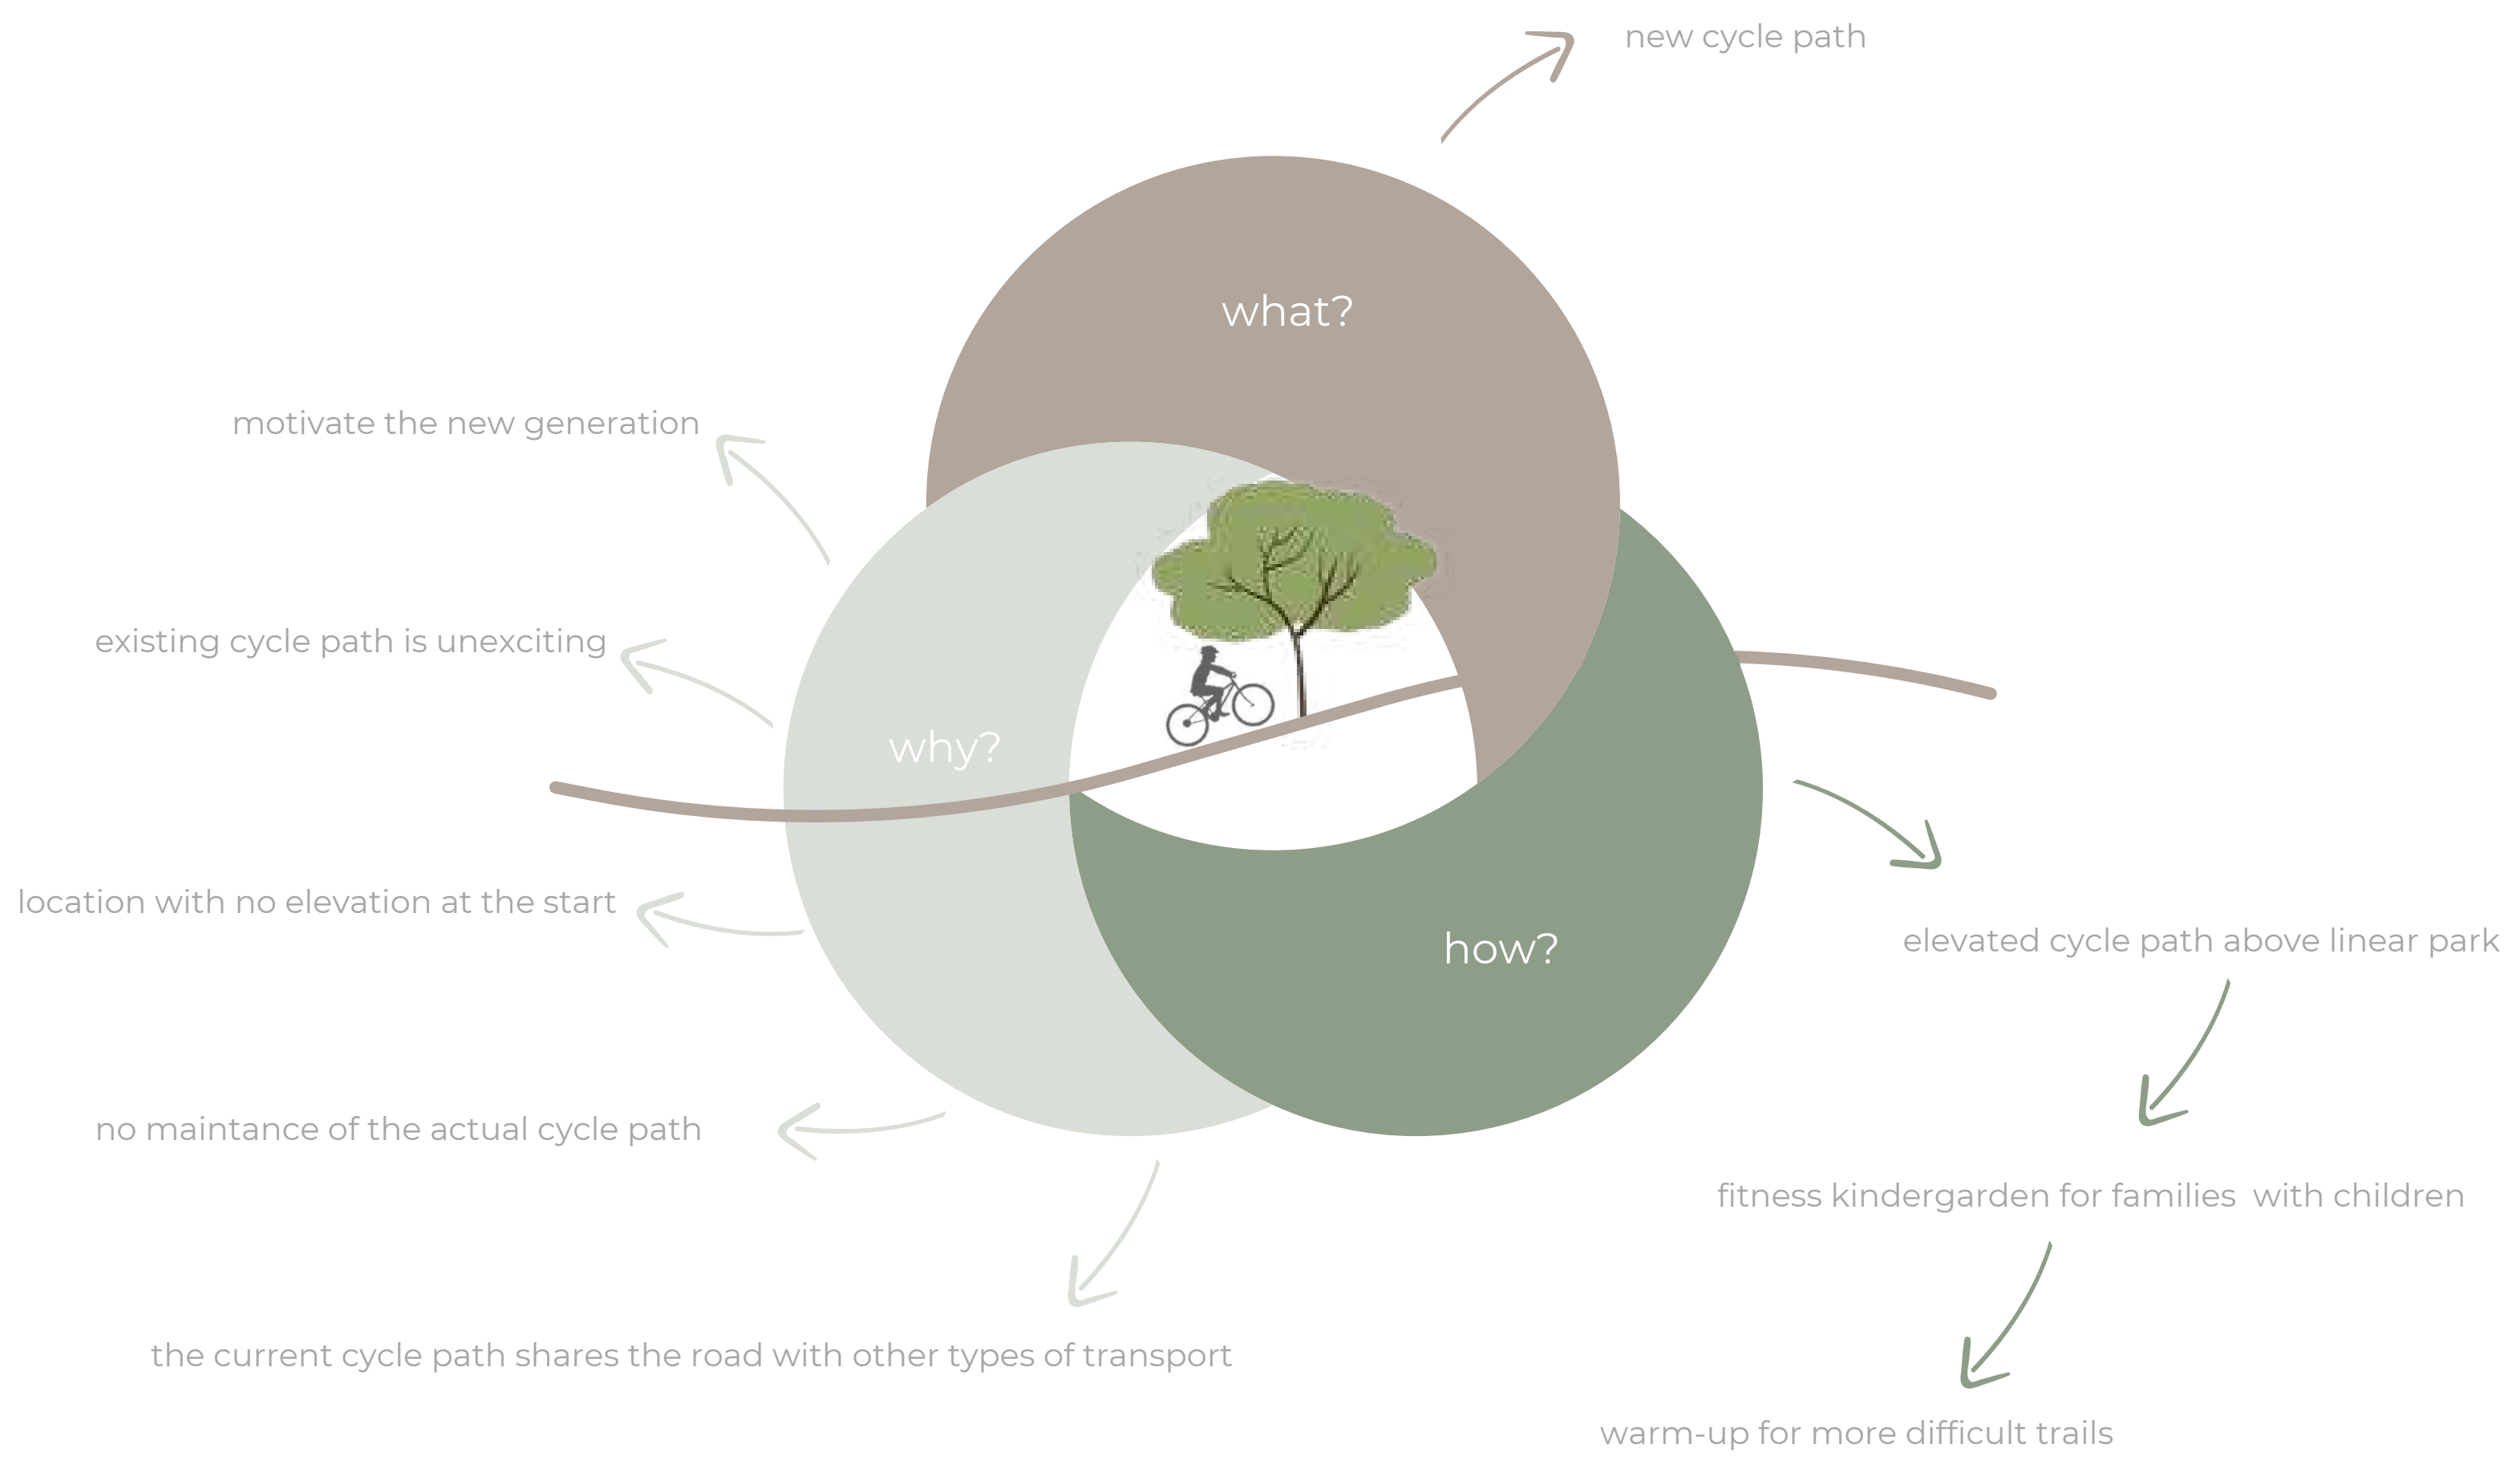 new cycle path
what?
motivate the new generation
existing cycle path is unexciting
why?
location with no elevation at the start
how?
elevated cycle path above linear park
no maintance of the actual cycle path
fitness kindergarden for families  with children
the current cycle path shares the road with other types of transport
warm-up for more difficult trails